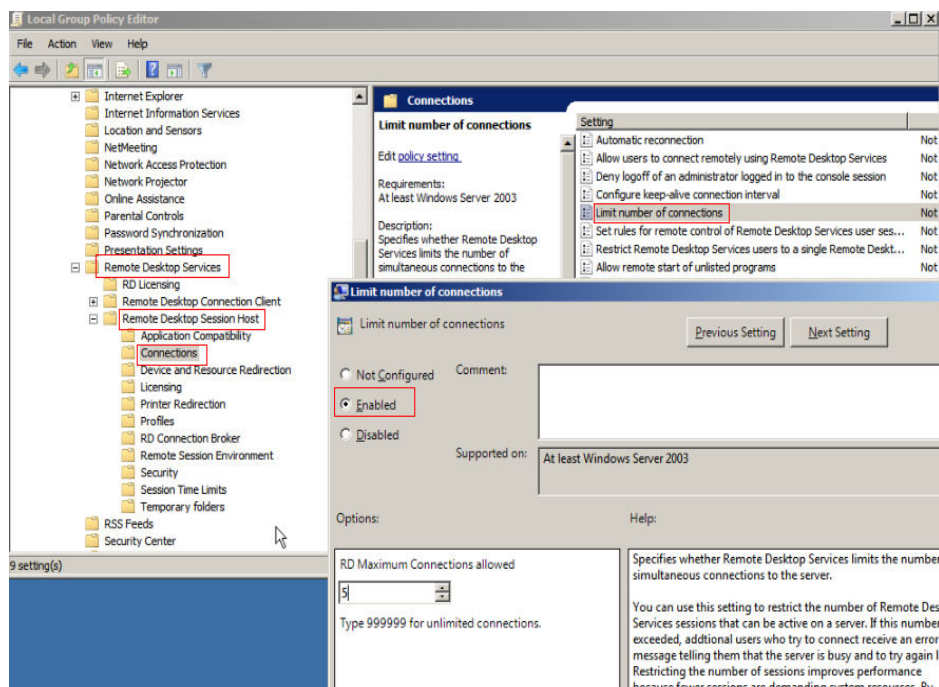 Local Group Policy Editor
File Action View Help
Internet Explorer
Internet Information Services
Location and Sensors
NetMeeting
Network Access Protection
Network Projector
Online Assistance
Parental Controls
Password Synchronization
Presentation Settings
Remote Desktop Services
RD Licensing
Remote Desktop Connection Client
Remote Desktop Session Host
Application Compatibility
Connections
Device and Resource Redirection
Licensing
Printer Redirection
Profiles
RD Connection Broker
Remote Session Environment
Security
Session Time Limits
Temporary folders
RSS Feeds
Security Center
9 setting(s)
Connections
Limit number of connections
Edit policy setting
Requirements:
At least Windows Server 2003
Description:
Specifies whether Remote Desktop
Services limits the number of
simultaneous connections to the
Setting
Automatic reconnection Not
Allow users to connect remotely using Remote Desktop Services Not
Deny logoff of an administrator logged in to the console session Not
Configure keep-alive connection interval Not
Limit number of connections Not
Set rules for remote control of Remote Desktop Services user ses... Not
Restrict Remote Desktop Services users to a single Remote Deskt... Not
Allow remote start of unlisted programs Not
Limit number of connections
Limit number of connections
Previous Setting Next Setting
Not Configured Comment:
Enabled
Disabled
Supported on: At least Windows Server 2003
Options: Help:
RD Maximum Connections allowed
5
Type 999999 for unlimited connections.
Specifies whether Remote Desktop Services limits the number
simultaneous connections to the server.
You can use this setting to restrict the number of Remote Des
Services sessions that can be active on a server. If this number
exceeded, addtional users who try to connect receive an error
message telling them that the server is busy and to try again l
Restricting the number of sessions improves performance
because fewer sessions are demanding system resources. By